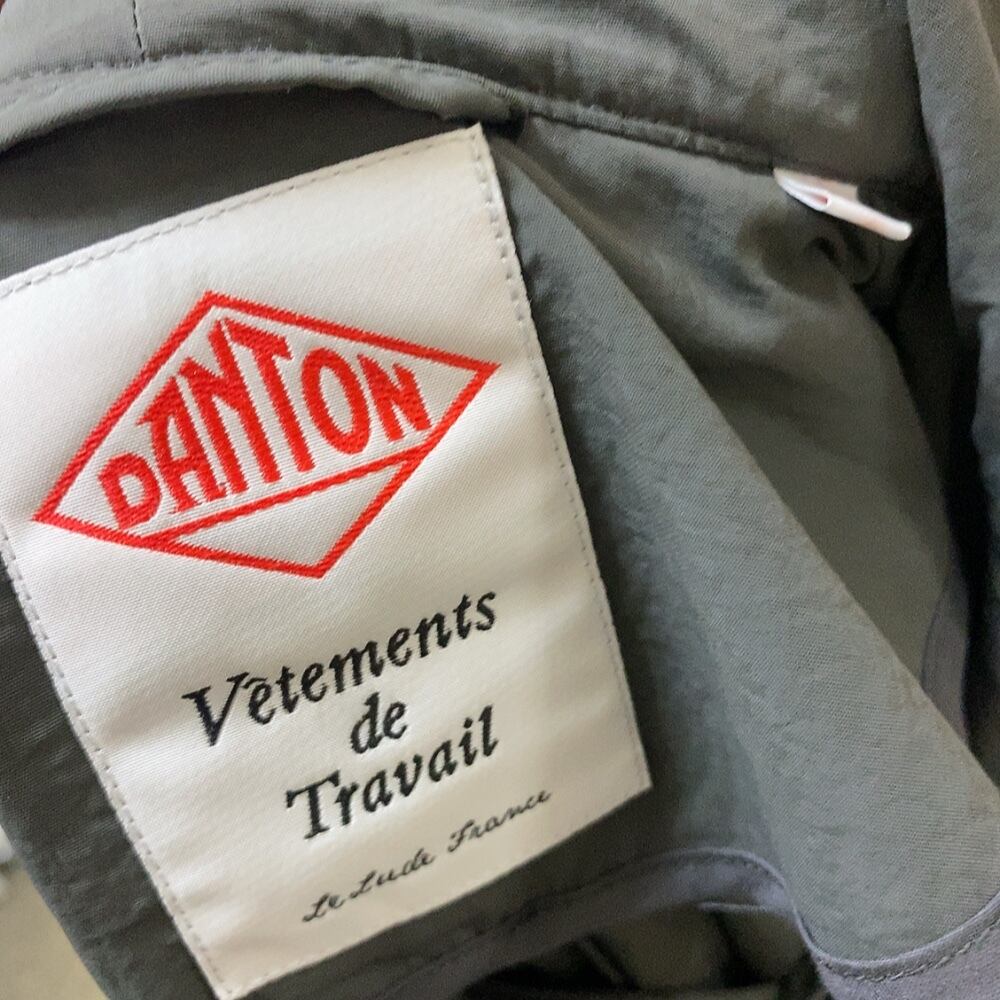 DANTON
Vêtements
de
Travail
Le Lude France